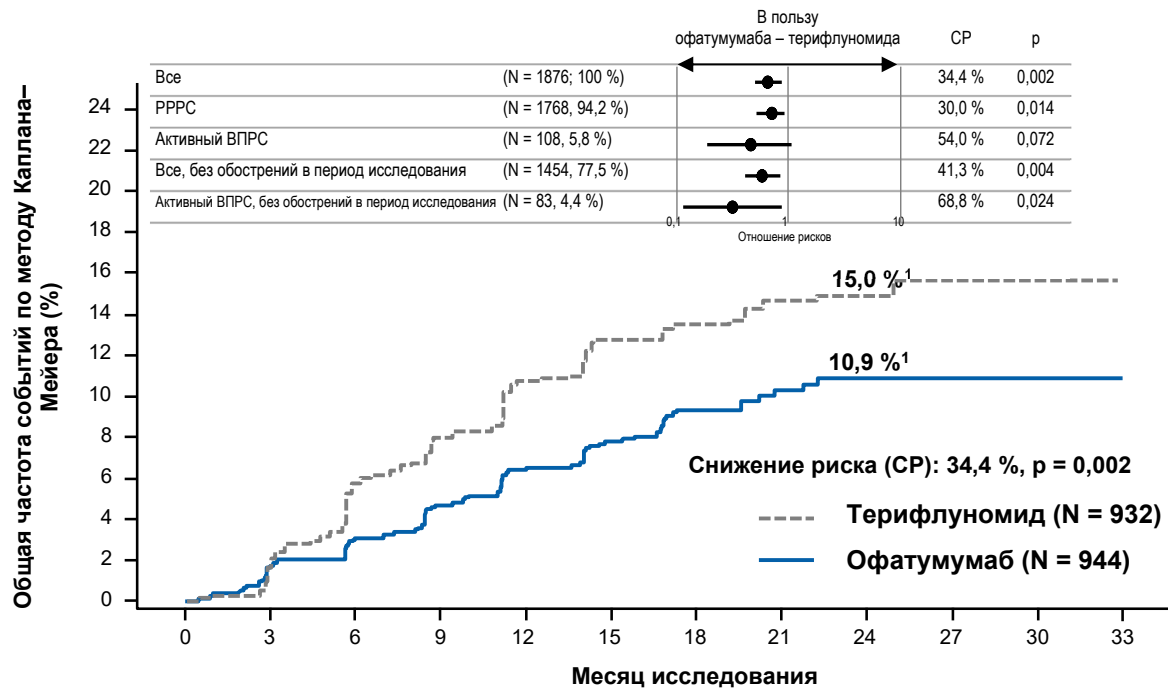 В пользу
офатумумаба – терифлуномида СР р
Все (N = 1876; 100 %) 34,4 % 0,002
РРРС (N = 1768, 94,2 %) 30,0 % 0,014
Активный ВПРС (N = 108, 5,8 %) 54,0 % 0,072
Все, без обострений в период исследования (N = 1454, 77,5 %) 41,3 % 0,004
Активный ВПРС, без обострений в период исследования (N = 83, 4,4 %) 68,8 % 0,024
0,1 1 10
Отношение рисков
Общая частота событий по методу Каплана–
Мейера (%)
24
22
20
18
16
14
12
10
8
6
4
2
0
15,0 %¹
10,9 %¹
Снижение риска (СР): 34,4 %, p = 0,002
Терифлуномид (N = 932)
Офатумумаб (N = 944)
0 3 6 9 12 15 18 21 24 27 30 33
Месяц исследования